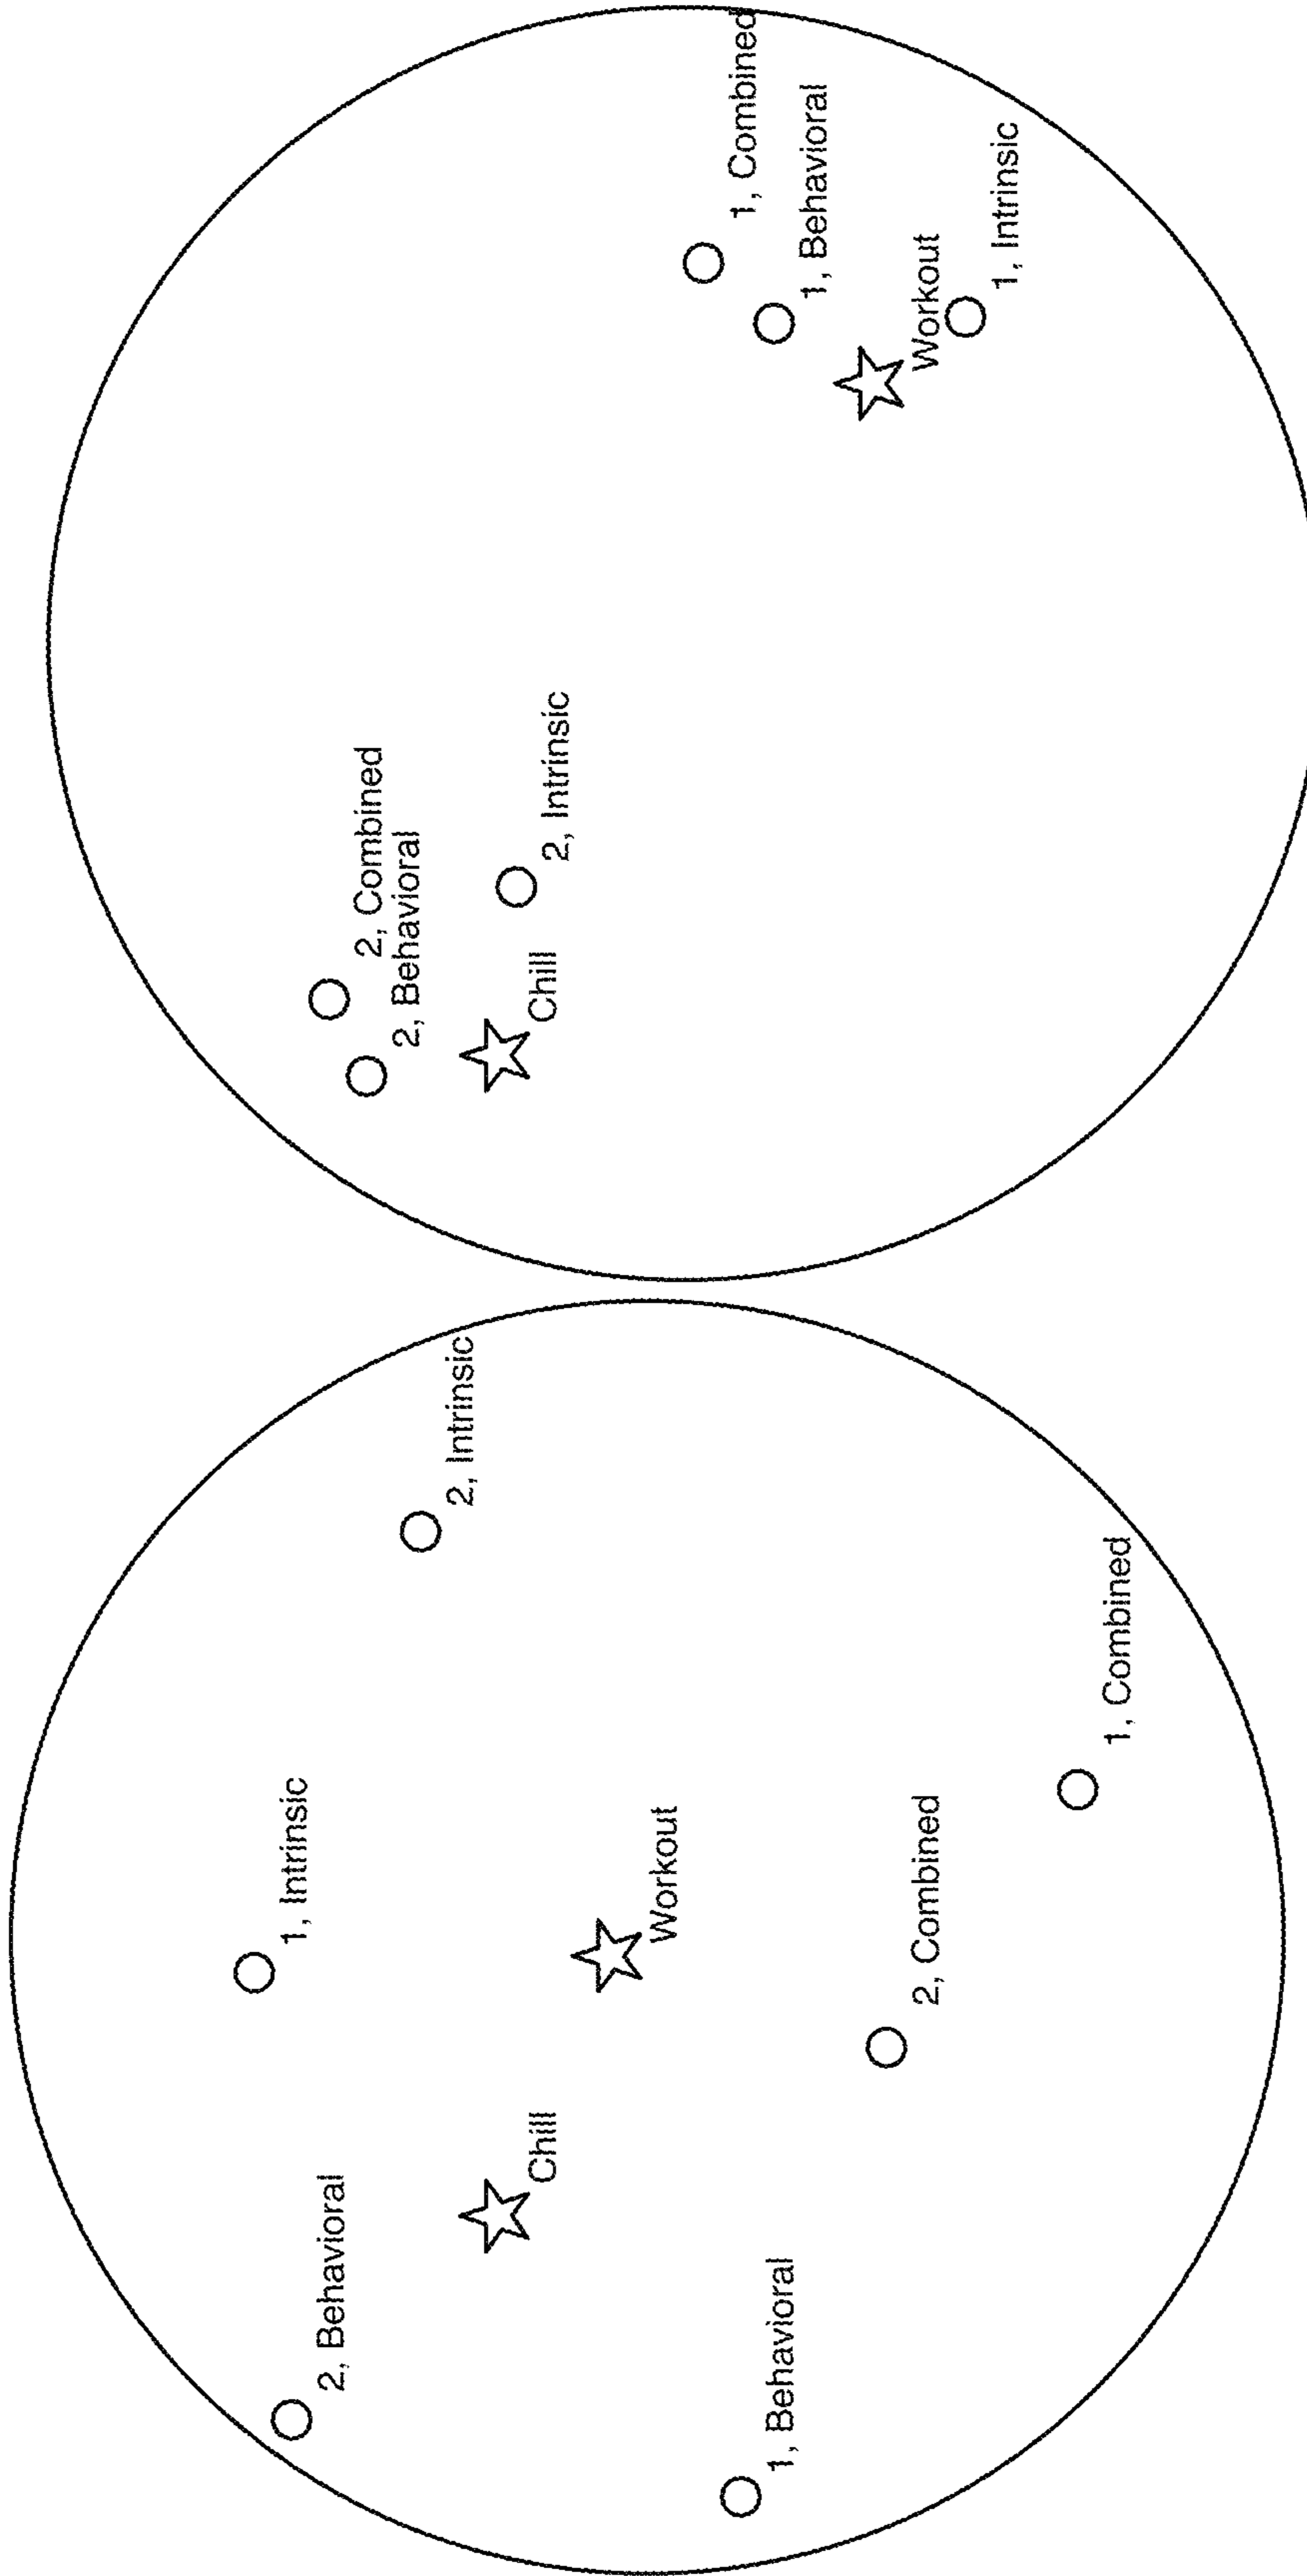 2, Behavioral
1, Intrinsic
2, Intrinsic
Chill
Workout
1, Behavioral
2, Combined
1, Combined
2, Combined
2, Behavioral
2, Intrinsic
Chill
1, Combined
1, Behavioral
Workout
1, Intrinsic